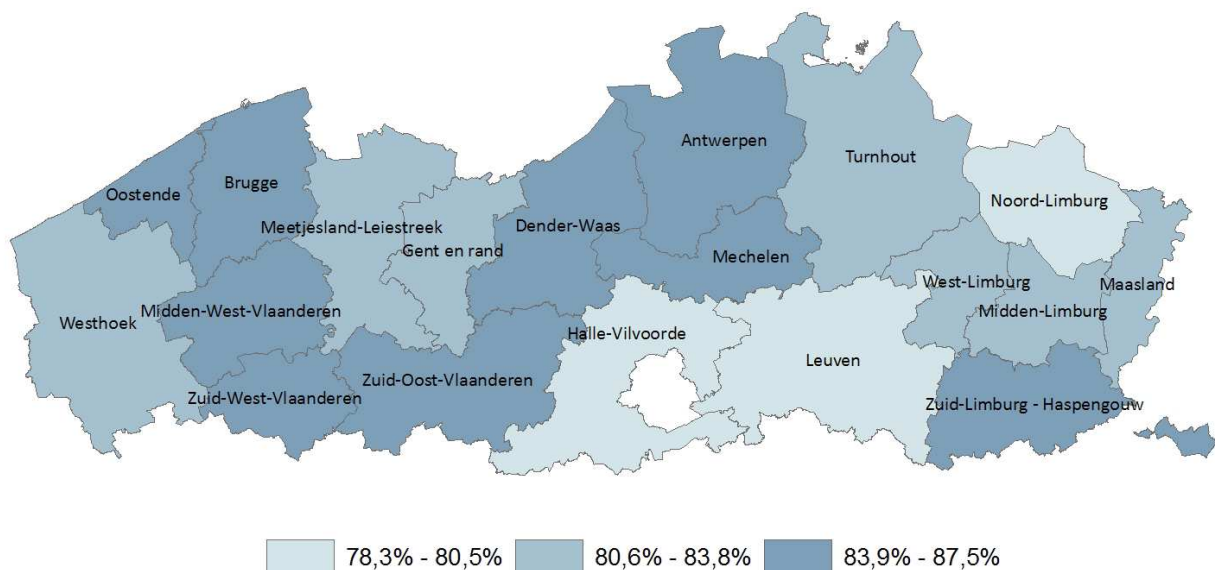 Antwerpen
Turnhout
Oostende
Brugge
Noord-Limburg
Meetjesland-Leiestreek
Dender-Waas
Gent en rand
Mechelen
West-Limburg
Maasland
Westhoek
Midden-West-Vlaanderen
Midden-Limburg
Halle-Vilvoorde
Leuven
Zuid-West-Vlaanderen
Zuid-Oost-Vlaanderen
Zuid-Limburg - Haspengouw
78,3% - 80,5% 80,6% - 83,8% 83,9% - 87,5%